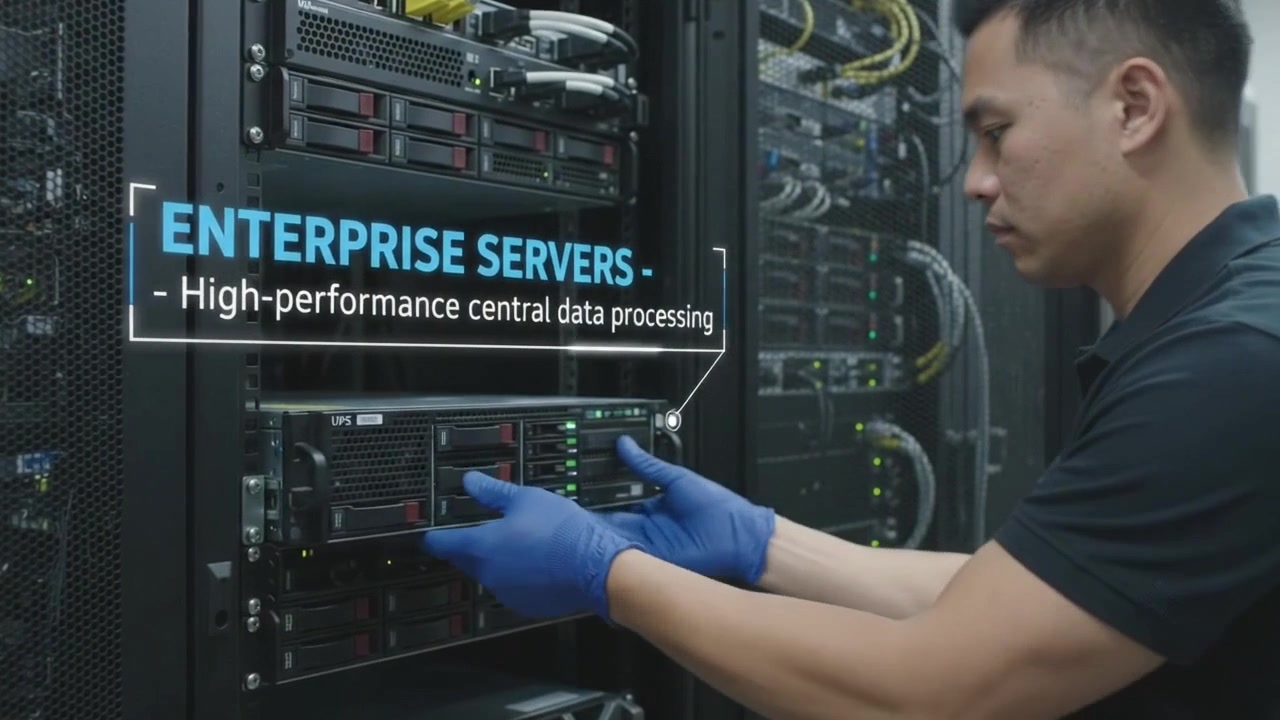 ENTERPRISE SERVERS -
- High-performance central data processing
UPS